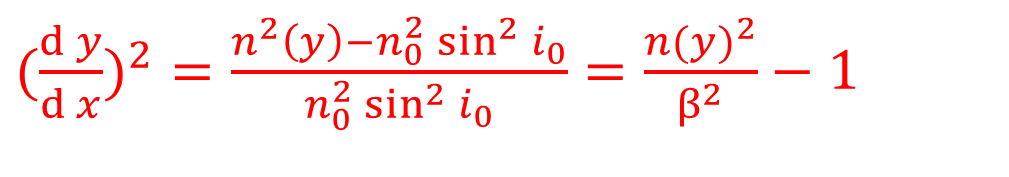 (d y/d x)² = (n²(y)−n₀² sin² i₀)/(n₀² sin² i₀) = n(y)²/β² − 1